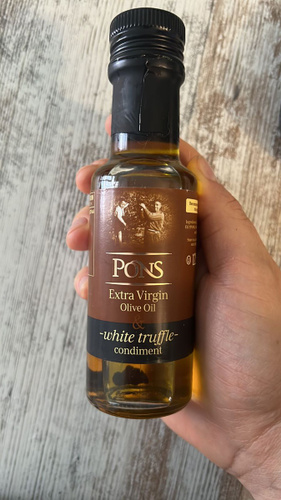 PONS
Extra Virgin
Olive Oil
&
-white truffle-
condiment